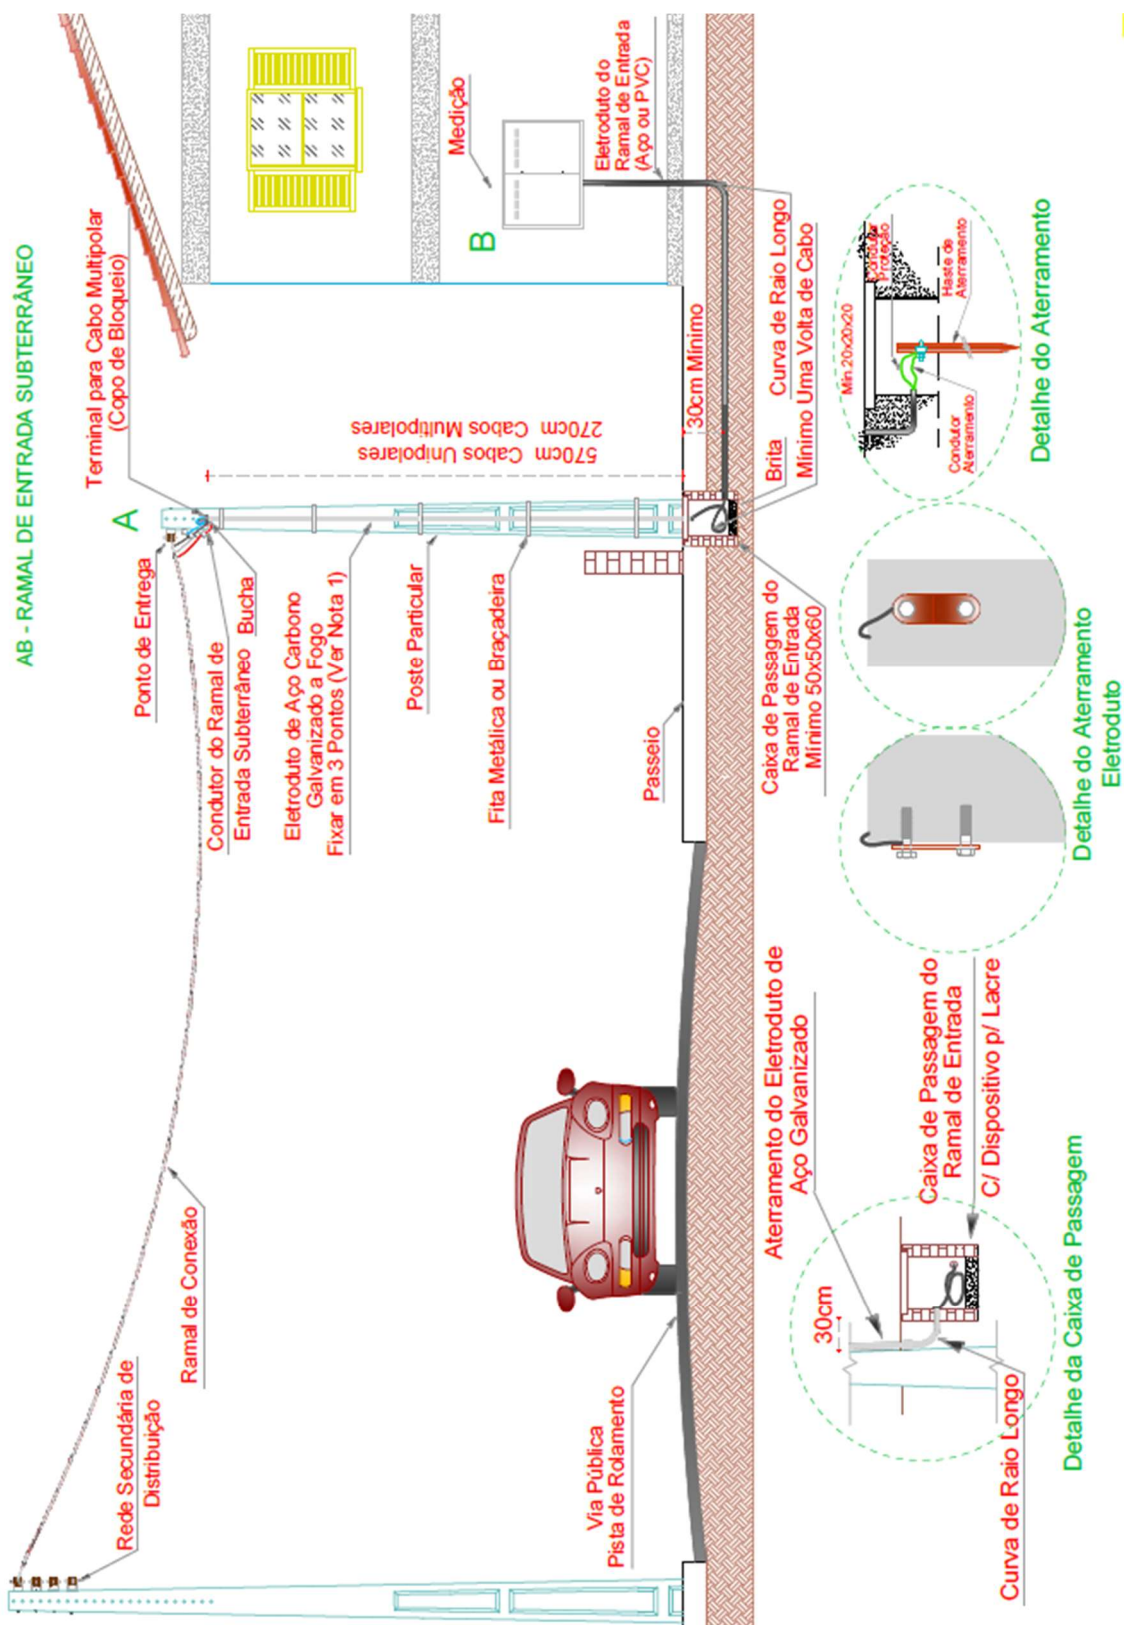 AB - RAMAL DE ENTRADA SUBTERRÂNEO
Rede Secundária de
Distribuição
Ramal de Conexão
Ponto de Entrega
A
Terminal para Cabo Multipolar
(Copo de Bloqueio)
Condutor do Ramal de
Entrada Subterrâneo
Bucha
Eletroduto de Aço Carbono
Galvanizado a Fogo
Fixar em 3 Pontos (Ver Nota 1)
Poste Particular
Fita Metálica ou Braçadeira
570cm Cabos Unipolares
270cm Cabos Multipolares
B
Medição
Eletroduto do
Ramal de Entrada
(Aço ou PVC)
Via Pública
Pista de Rolamento
Passeio
30cm Mínimo
Caixa de Passagem do
Ramal de Entrada
Mínimo 50x50x60
Brita
Curva de Raio Longo
Mínimo Uma Volta de Cabo
30cm
Curva de Raio Longo
Aterramento do Eletroduto de
Aço Galvanizado
Caixa de Passagem do
Ramal de Entrada
C/ Dispositivo p/ Lacre
Detalhe da Caixa de Passagem
Detalhe do Aterramento
Eletroduto
Min.20x20x20
Condutor
Proteção
Condutor
Aterramento
Haste de
Aterramento
Detalhe do Aterramento